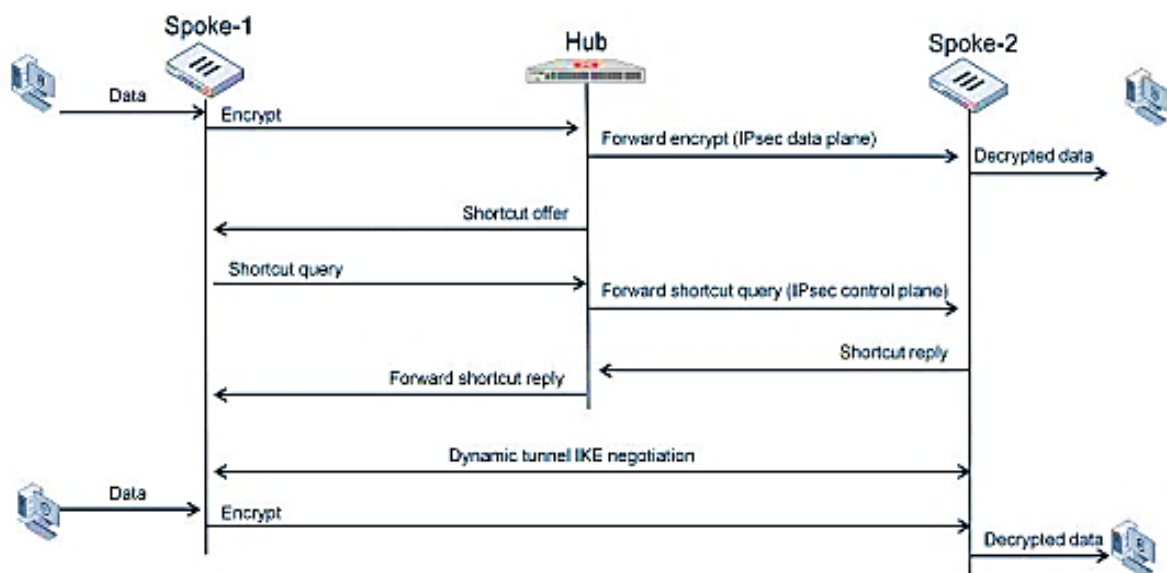 Spoke-1
Hub
Spoke-2
Data
Encrypt
Forward encrypt (IPsec data plane)
Decrypted data
Shortcut offer
Shortcut query
Forward shortcut query (IPsec control plane)
Shortcut reply
Forward shortcut reply
Dynamic tunnel IKE negotiation
Data
Encrypt
Decrypted data